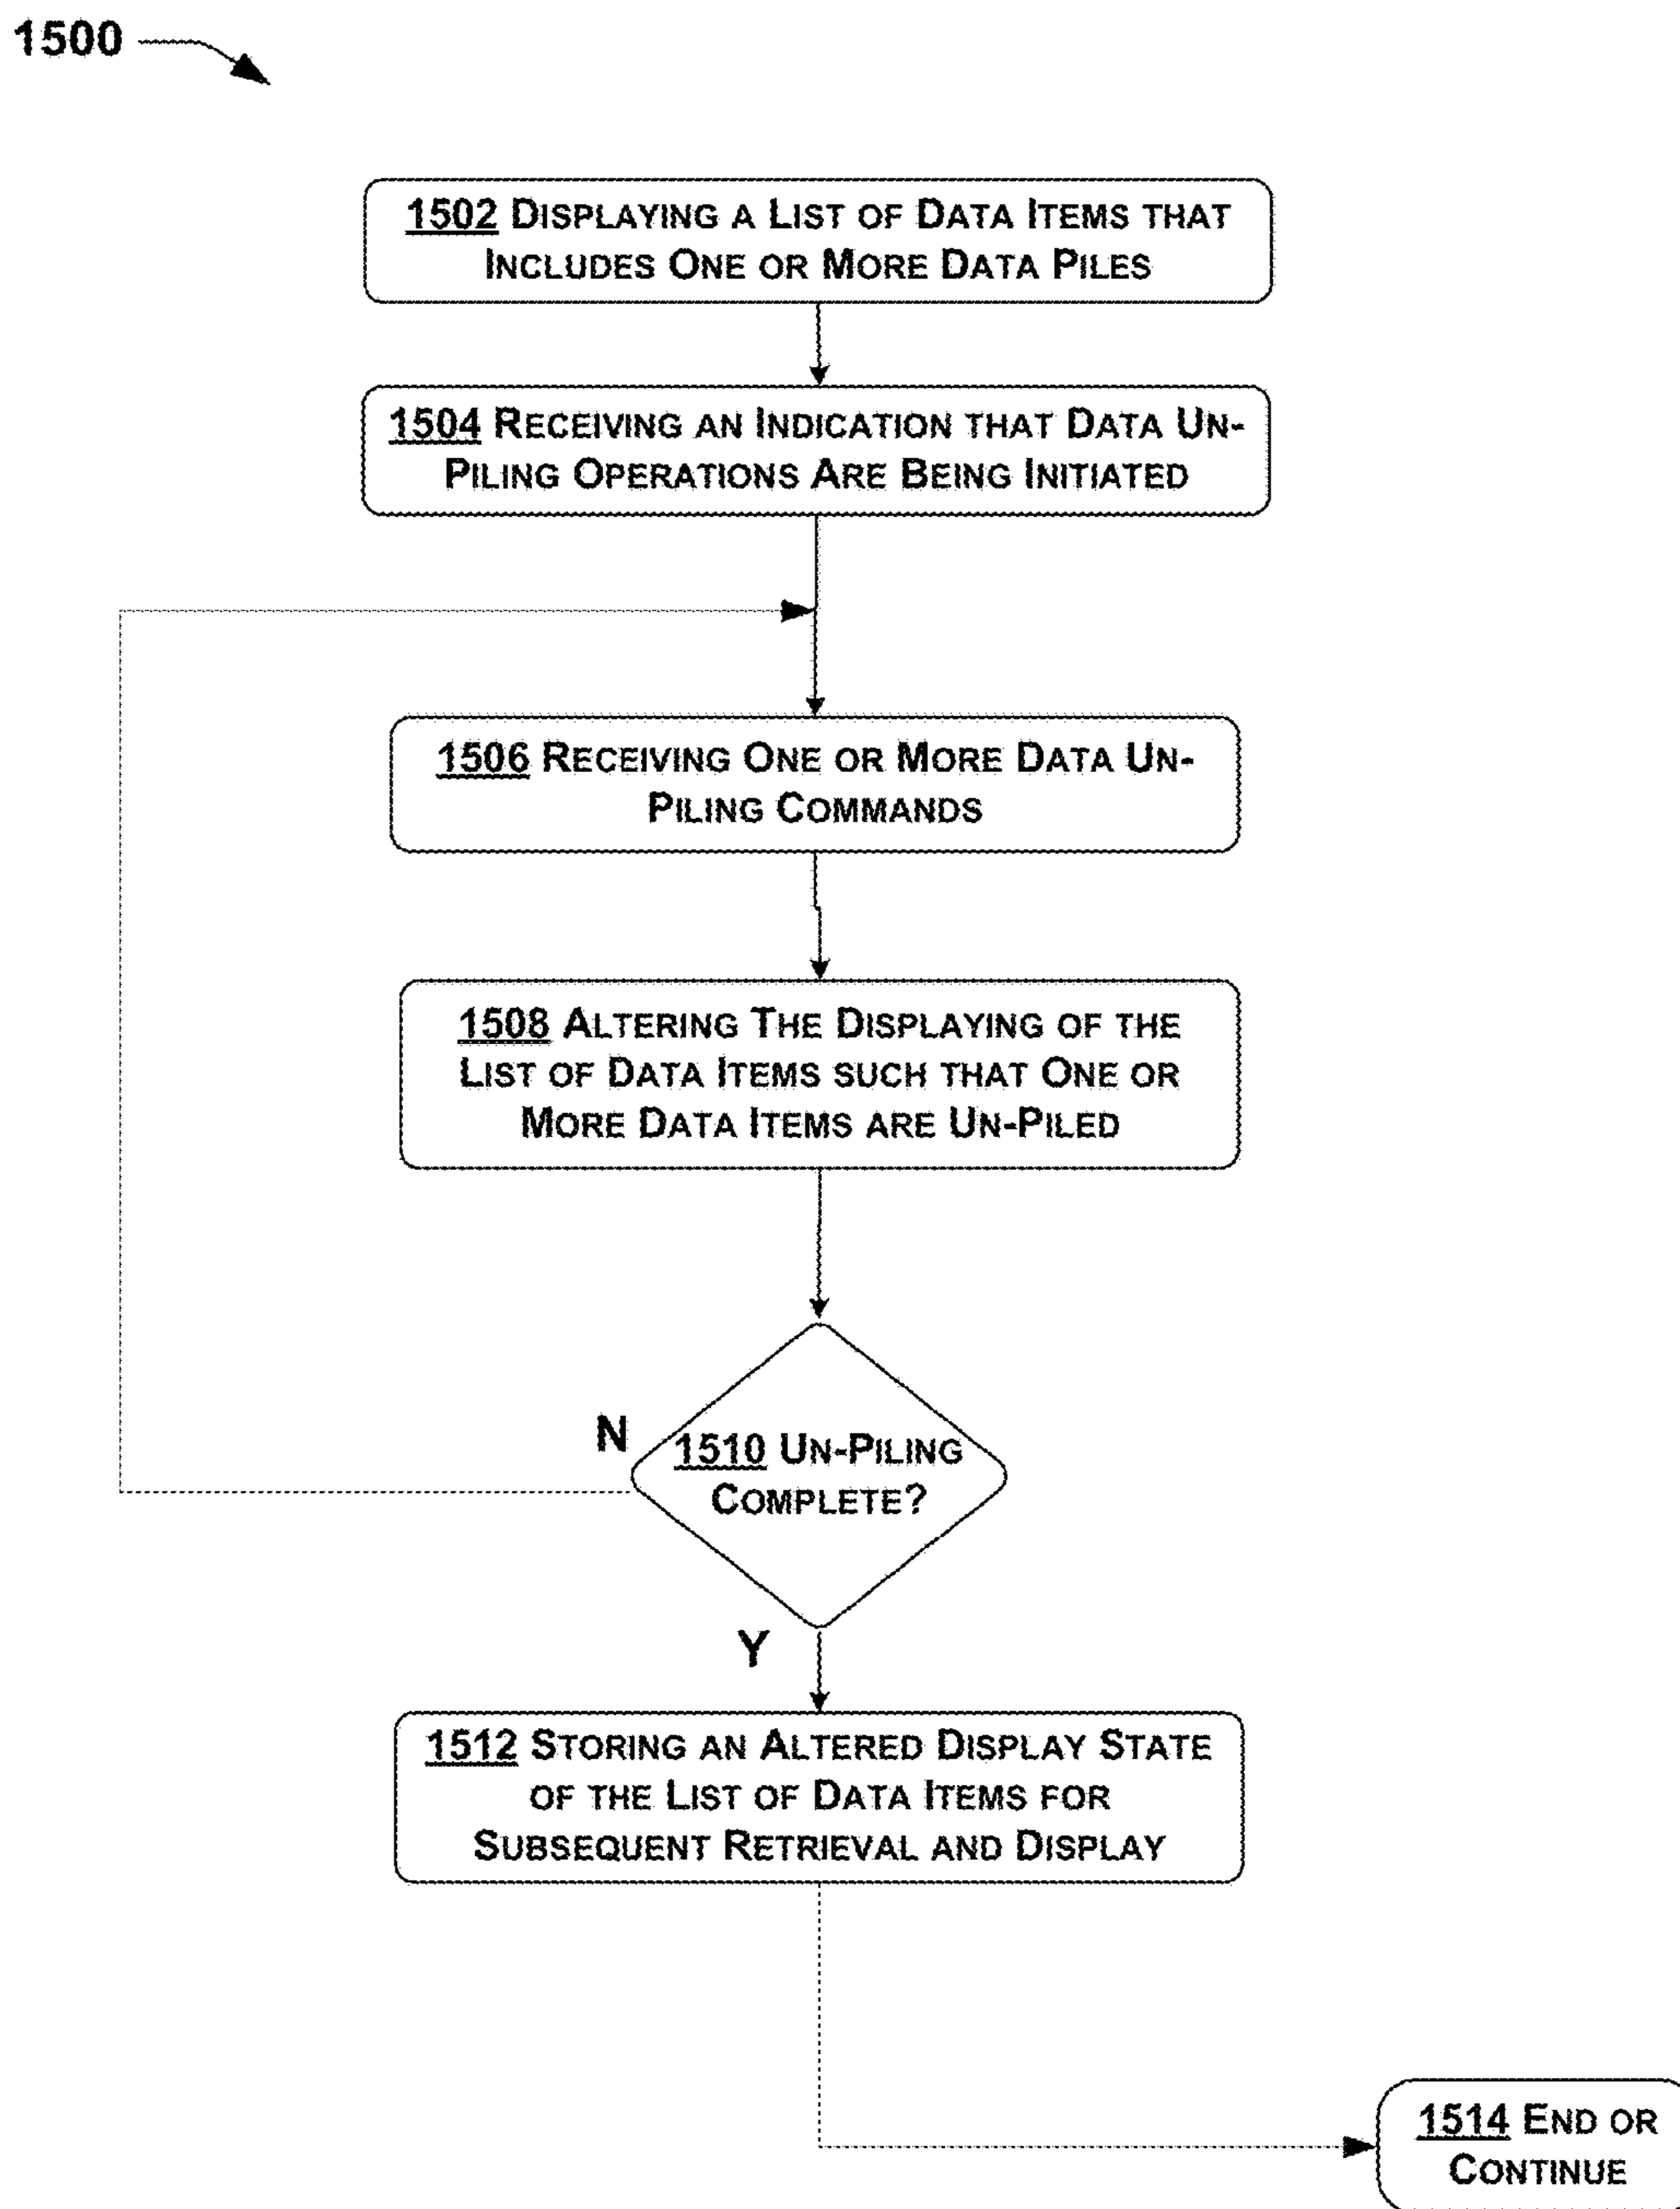 1500
1502 Displaying a List of Data Items that
Includes One or More Data Piles
1504 Receiving an Indication that Data Un-
Piling Operations Are Being Initiated
1506 Receiving One or More Data Un-
Piling Commands
1508 Altering The Displaying of the
List of Data Items such that One or
More Data Items are Un-Piled
N
1510 Un-Piling
Complete?
Y
1512 Storing an Altered Display State
of the List of Data Items for
Subsequent Retrieval and Display
1514 End or
Continue